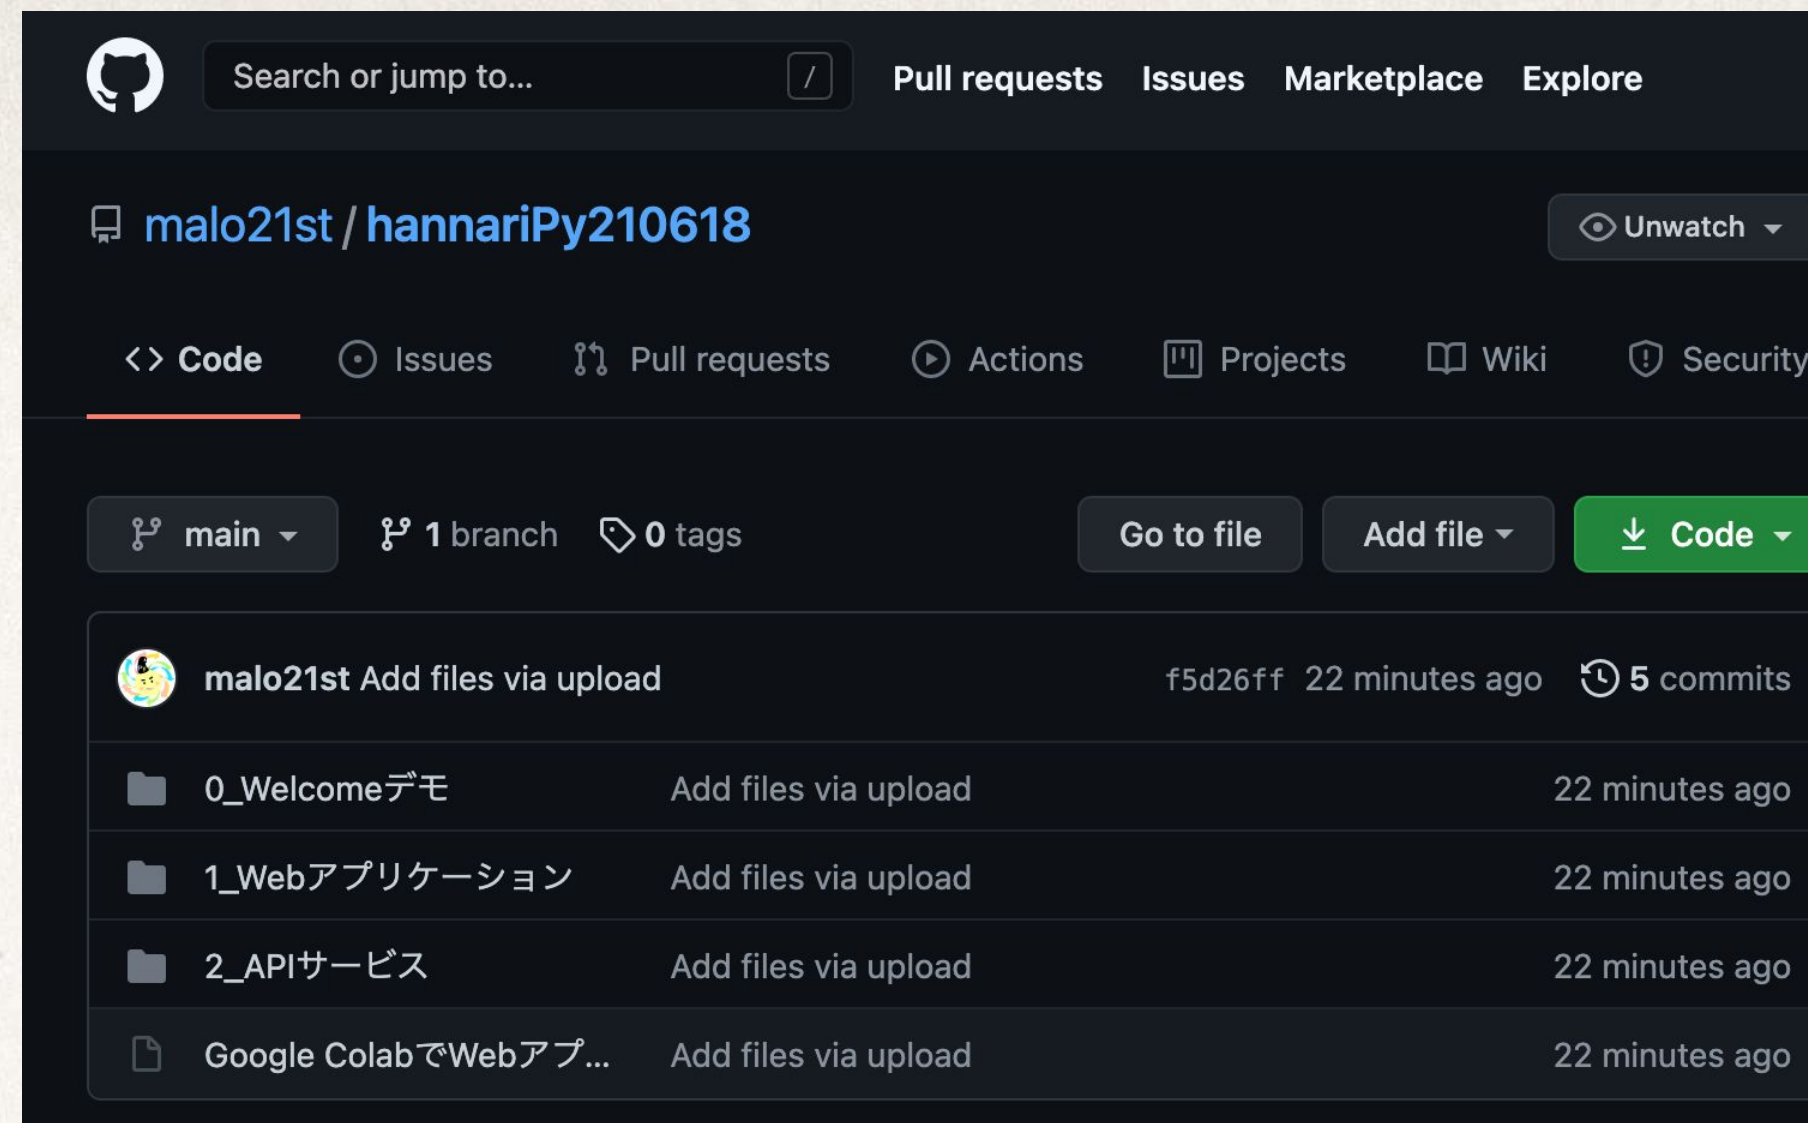 Search or jump to... / Pull requests Issues Marketplace Explore
malo21st / hannariPy210618 Unwatch
Code Issues Pull requests Actions Projects Wiki Security
main 1 branch 0 tags Go to file Add file Code
malo21st Add files via upload f5d26ff 22 minutes ago 5 commits
0_Welcomeデモ Add files via upload 22 minutes ago
1_Webアプリケーション Add files via upload 22 minutes ago
2_APIサービス Add files via upload 22 minutes ago
Google ColabでWebアプ... Add files via upload 22 minutes ago